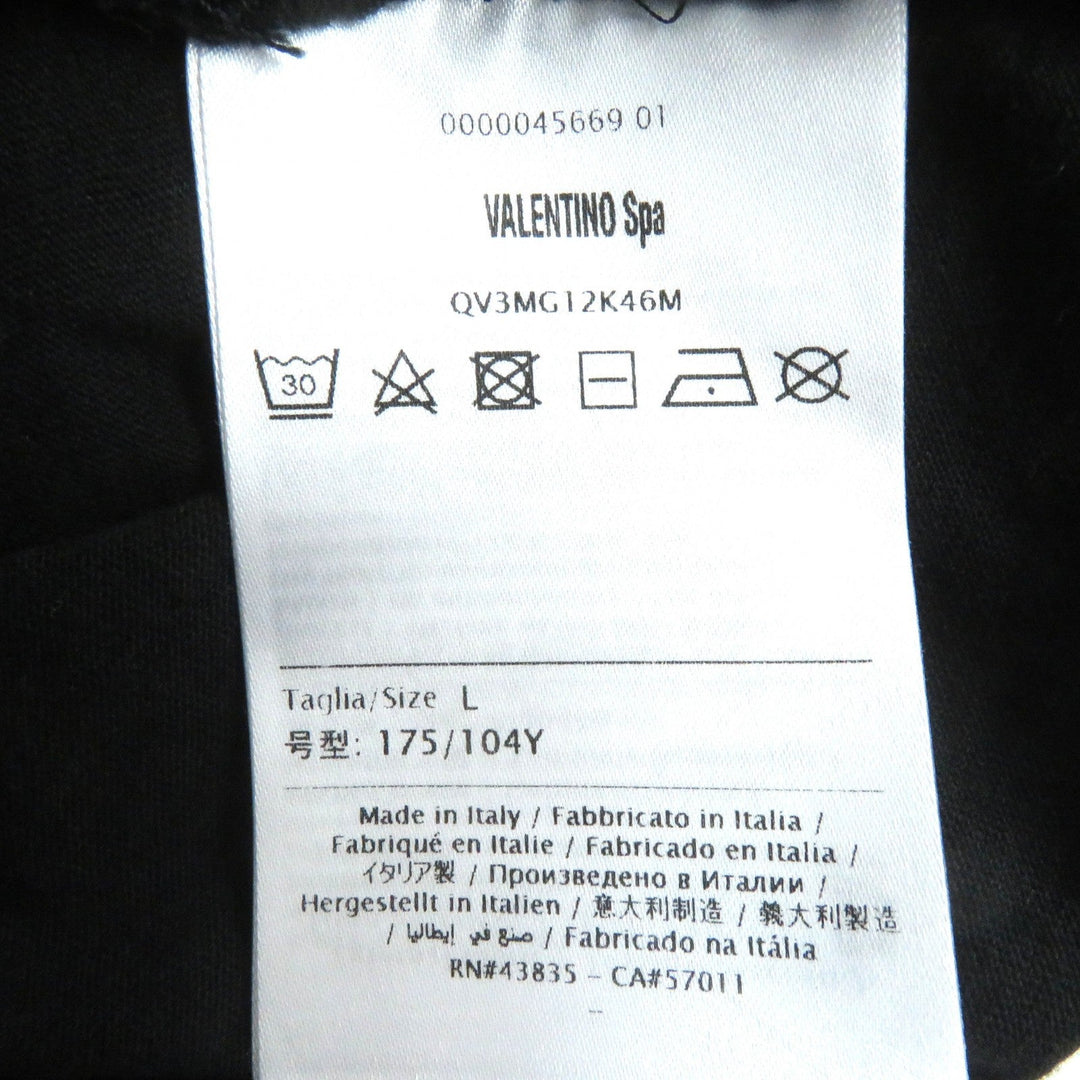 0000045669 01
VALENTINO Spa
QV3MG12K46M
30
Taglia/Size L
号型: 175/104Y
Made in Italy / Fabbricato in Italia /
Fabriqué en Italie / Fabricado en Italia /
イタリア製 / Произведено в Италии /
Hergestellt in Italien / 意大利制造 / 義大利製造
/ صنع في إيطاليا / Fabricado na Itália
RN#43835 – CA#57011